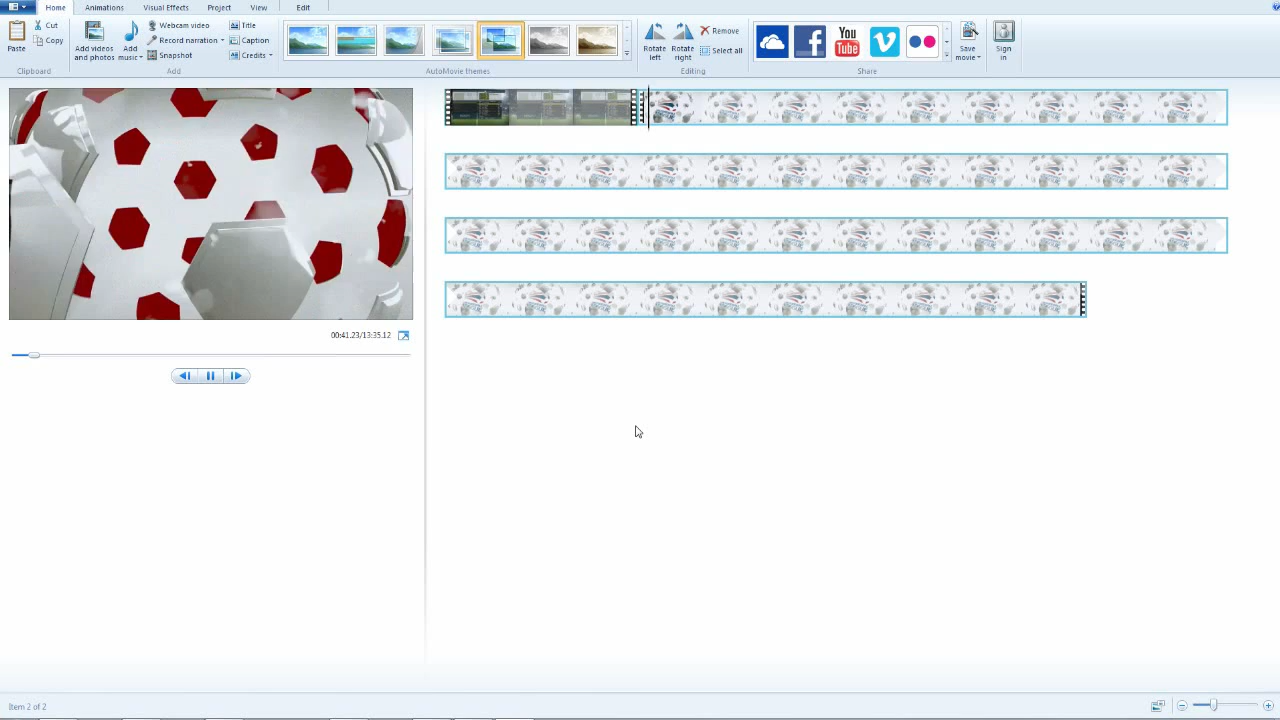 Home Animations Visual Effects Project View Edit
Paste
Cut
Copy
Clipboard
Add videos
and photos
Add
music
Webcam video
Record narration
Snapshot
Title
Caption
Credits
Add
AutoMovie themes
Rotate
left
Rotate
right
Remove
Select all
Editing
You
Tube
Share
Save
movie
Sign
in
00:41.23/13:35.12
Item 2 of 2